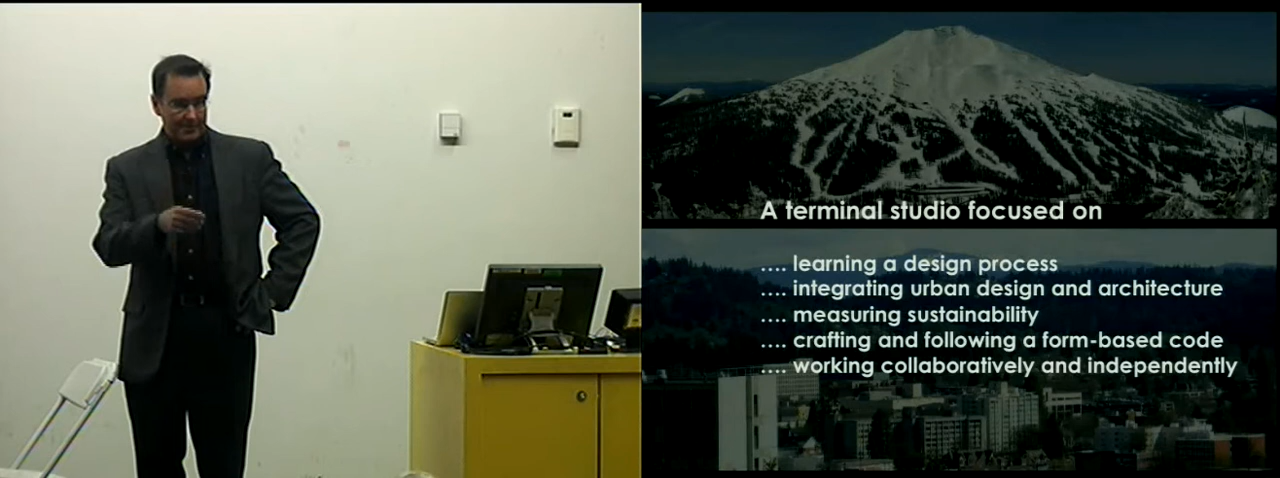 A terminal studio focused on
.... learning a design process
.... integrating urban design and architecture
.... measuring sustainability
.... crafting and following a form-based code
.... working collaboratively and independently